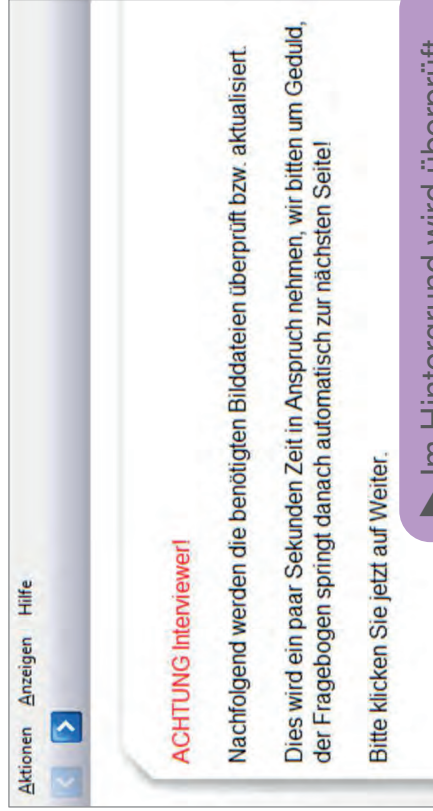 Aktionen Anzeigen Hilfe
ACHTUNG Interviewer!
Nachfolgend werden die benötigten Bilddateien überprüft bzw. aktualisiert.
Dies wird ein paar Sekunden Zeit in Anspruch nehmen, wir bitten um Geduld,
der Fragebogen springt danach automatisch zur nächsten Seite!
Bitte klicken Sie jetzt auf Weiter.
Im Hintergrund wird überprüft